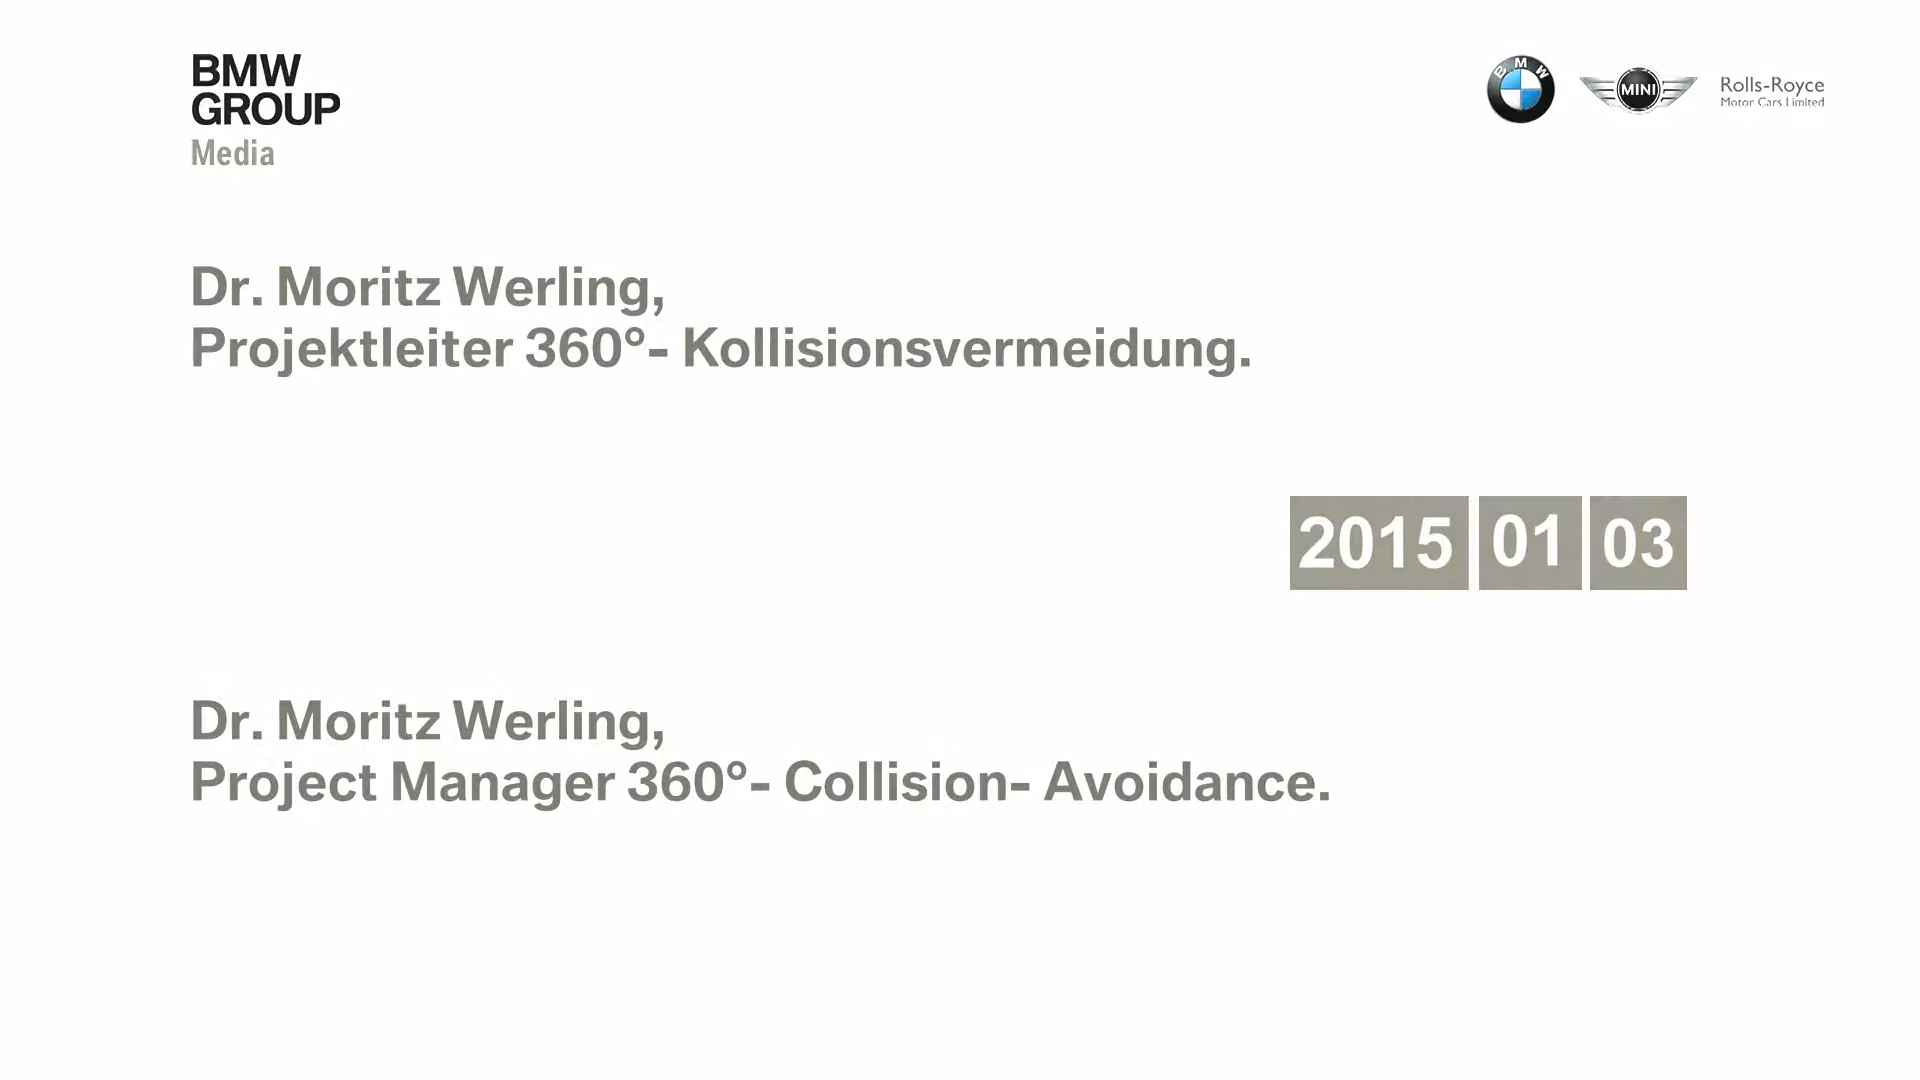 BMW
GROUP
Media
BMW
MINI
Rolls-Royce
Motor Cars Limited
Dr. Moritz Werling,
Projektleiter 360°- Kollisionsvermeidung.
2015 01 03
Dr. Moritz Werling,
Project Manager 360°- Collision- Avoidance.